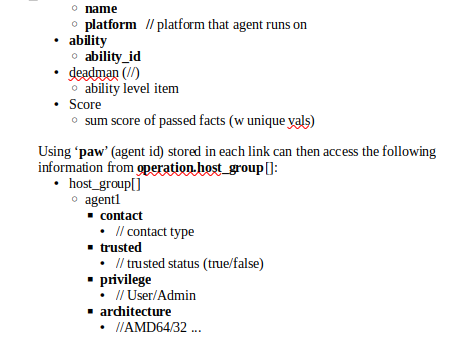 ◦ name
◦ platform // platform that agent runs on
• ability
◦ ability_id
• deadman (//)
◦ ability level item
• Score
◦ sum score of passed facts (w unique vals)
Using ‘paw’ (agent id) stored in each link can then access the following
information from operation.host_group[]:
• host_group[]
◦ agent1
▪ contact
• // contact type
▪ trusted
• // trusted status (true/false)
▪ privilege
• // User/Admin
▪ architecture
• //AMD64/32 ...